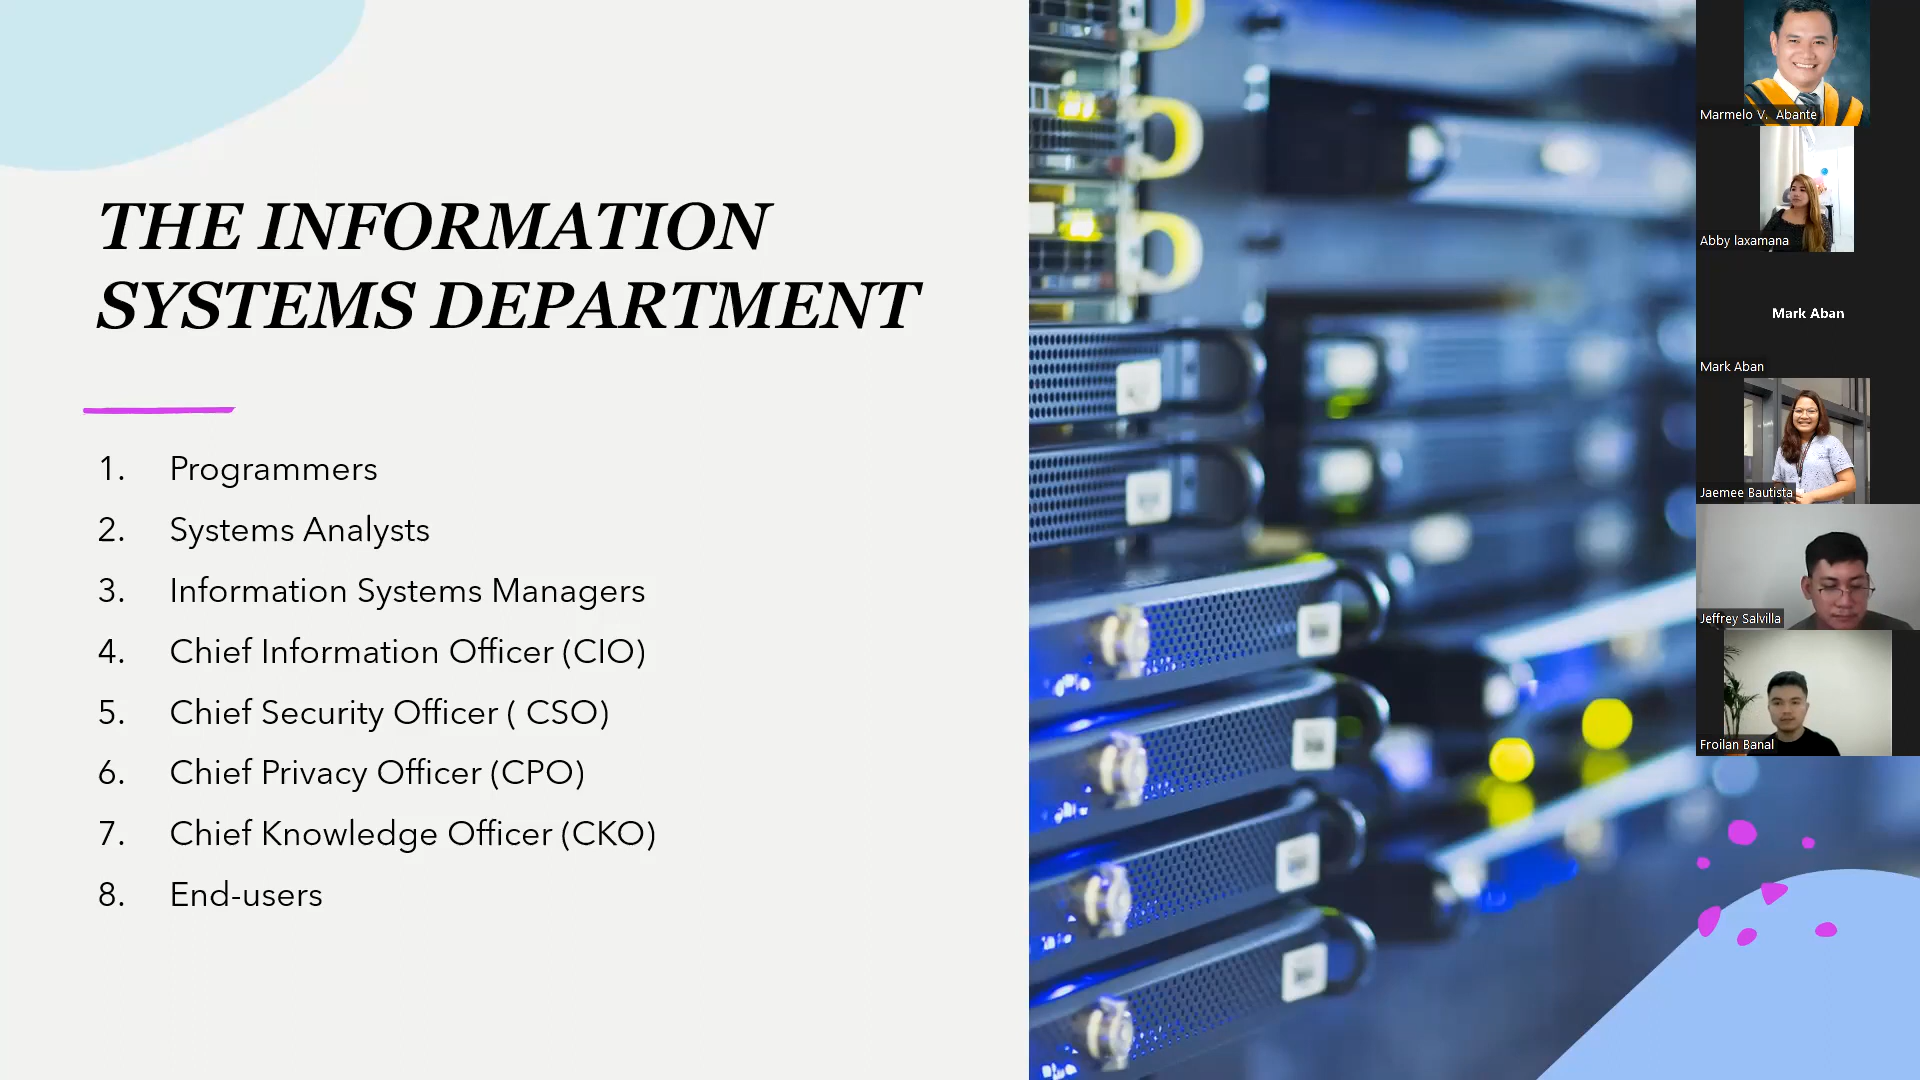 THE INFORMATION
SYSTEMS DEPARTMENT
1. Programmers
2. Systems Analysts
3. Information Systems Managers
4. Chief Information Officer (CIO)
5. Chief Security Officer ( CSO)
6. Chief Privacy Officer (CPO)
7. Chief Knowledge Officer (CKO)
8. End-users
Marmelo V. Abante
Abby laxamana
Mark Aban
Mark Aban
Jaemee Bautista
Jeffrey Salvilla
Froilan Banal